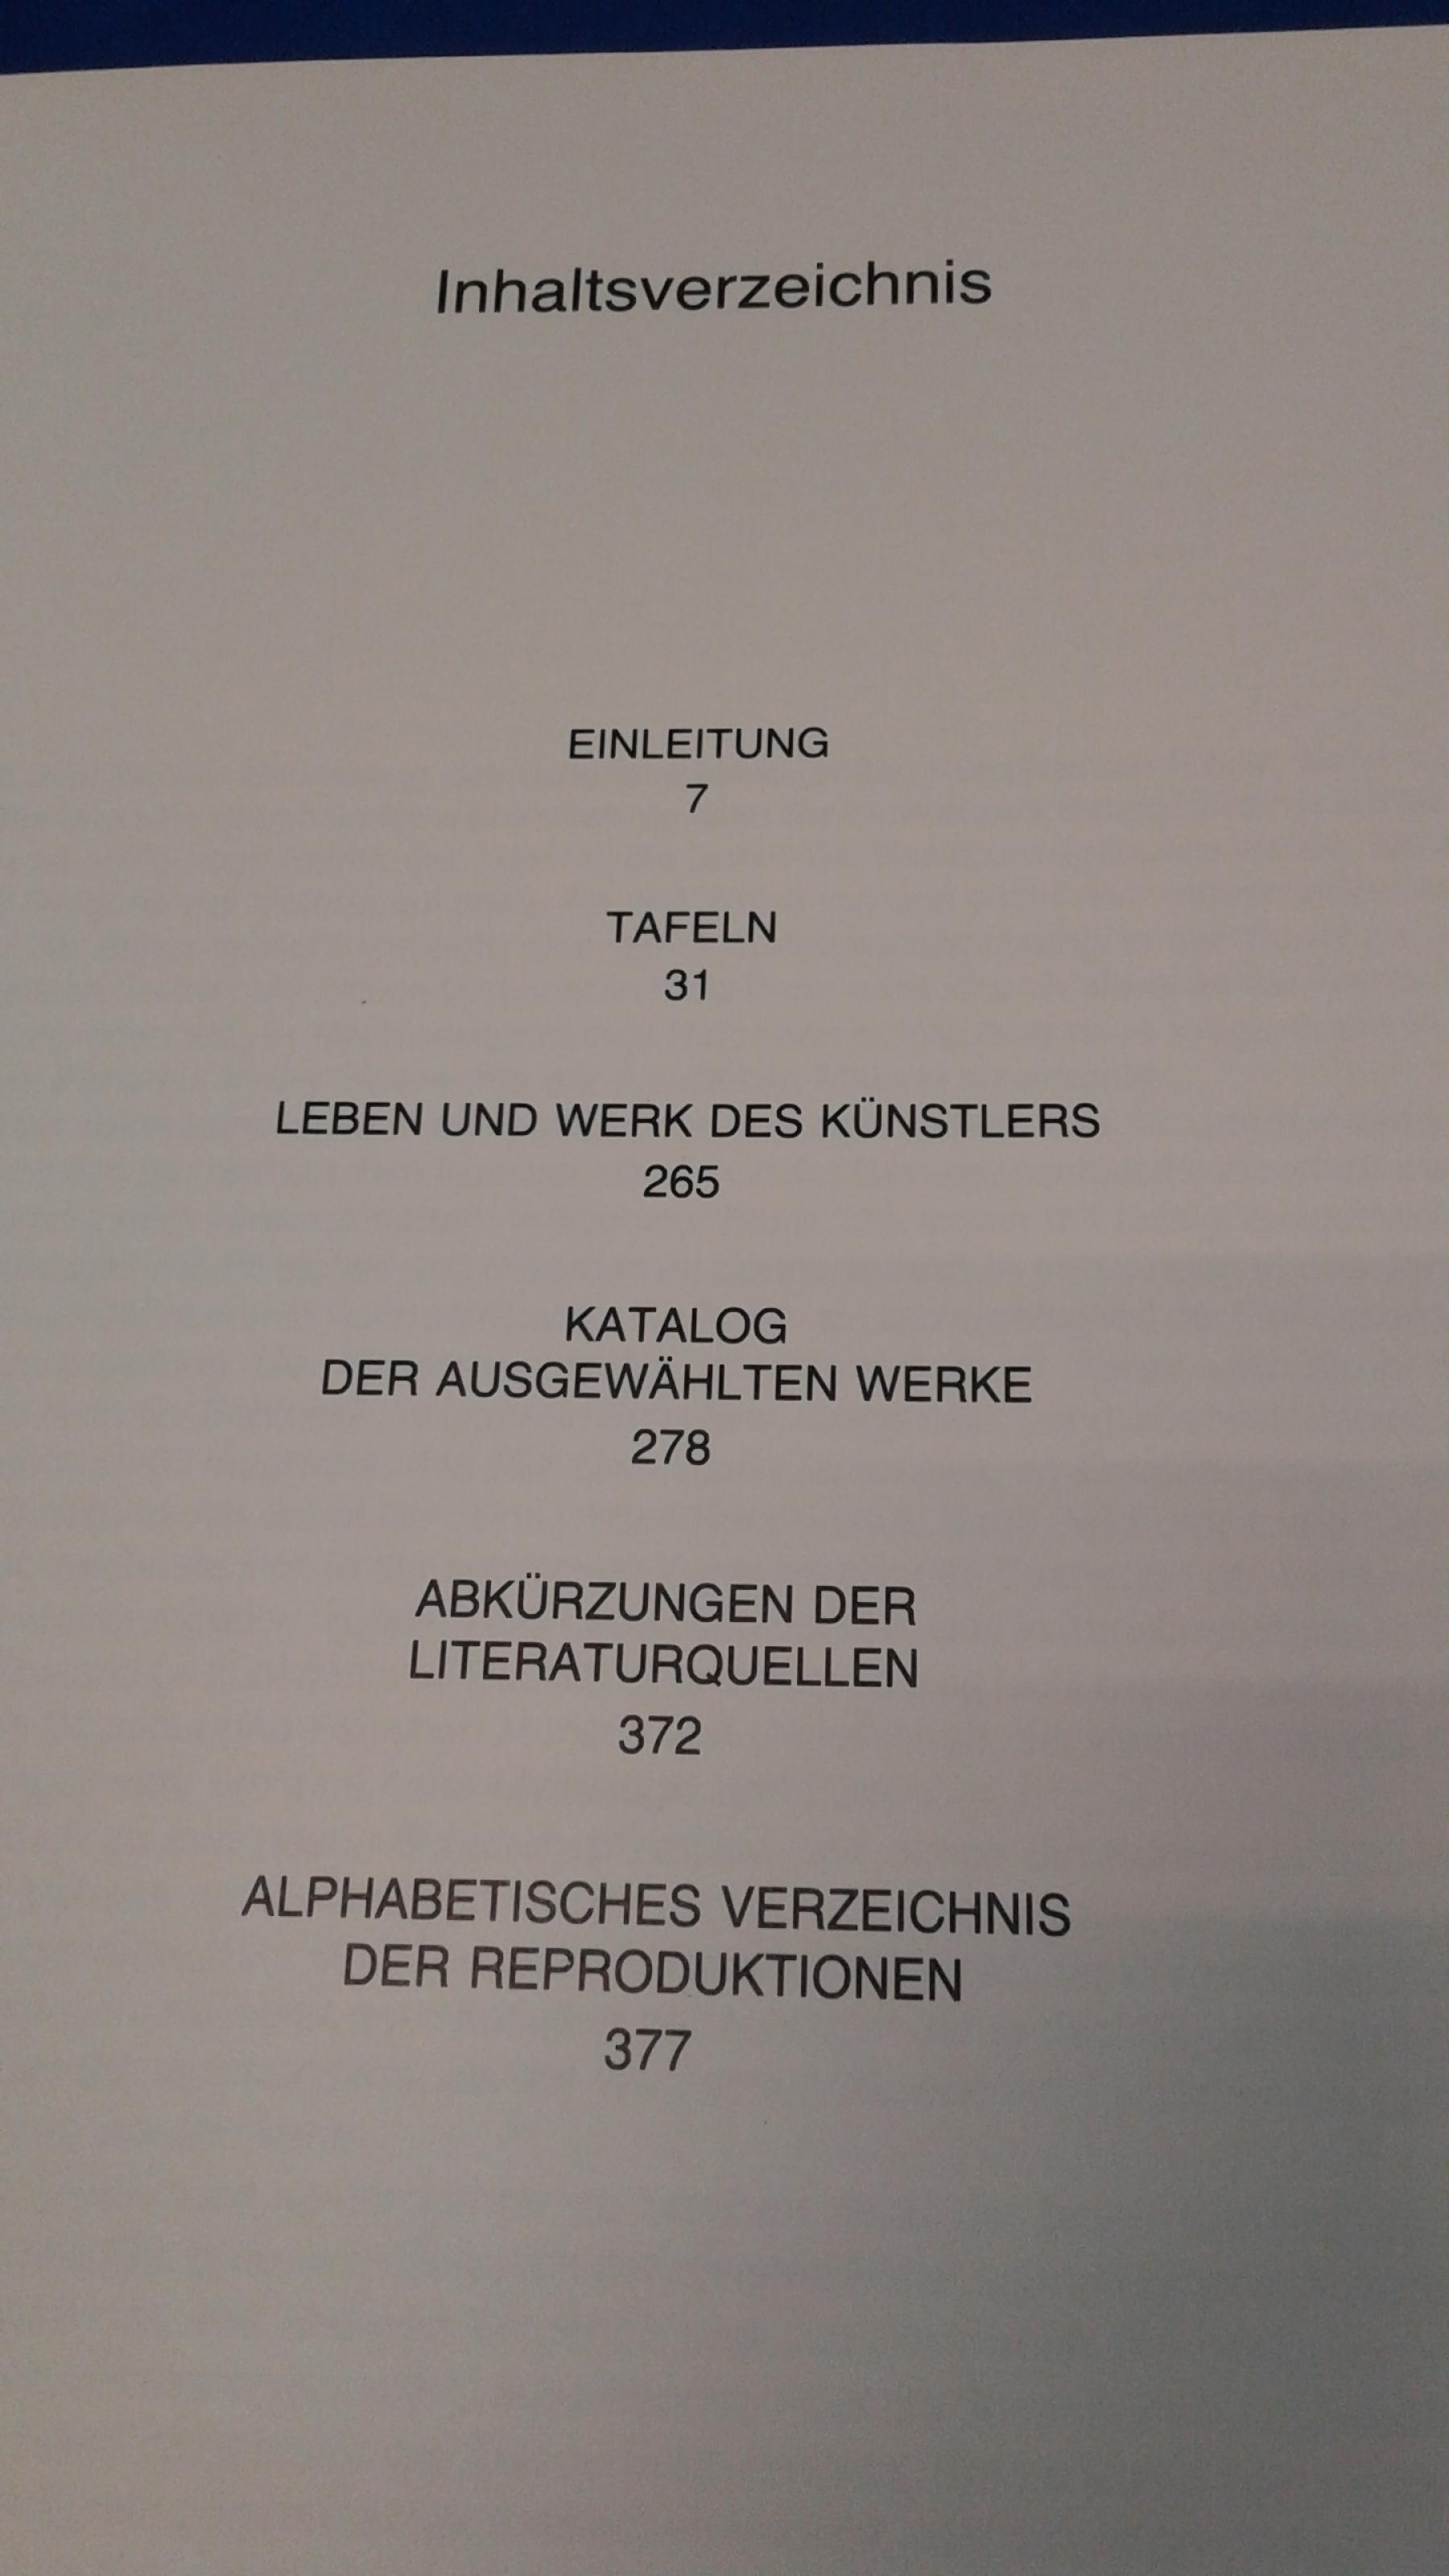 Inhaltsverzeichnis
EINLEITUNG
7
TAFELN
31
LEBEN UND WERK DES KÜNSTLERS
265
KATALOG
DER AUSGEWÄHLTEN WERKE
278
ABKÜRZUNGEN DER
LITERATURQUELLEN
372
ALPHABETISCHES VERZEICHNIS
DER REPRODUKTIONEN
377